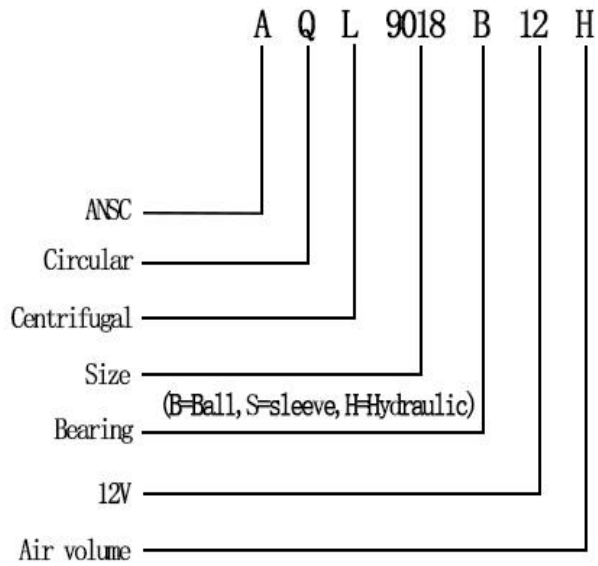 A Q L 9018 B 12 H
ANSC
Circular
Centrifugal
Size
(B=Ball, S=sleeve, H=Hydraulic)
Bearing
12V
Air volume